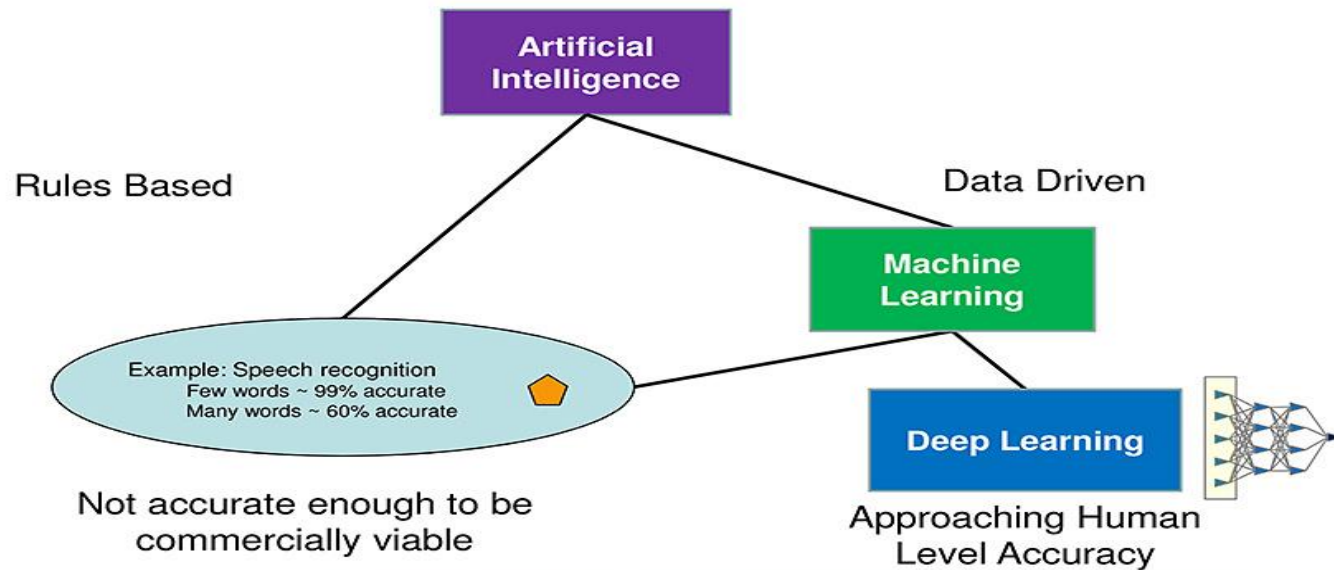 Artificial
Intelligence
Rules Based
Data Driven
Machine
Learning
Example: Speech recognition
Few words ~ 99% accurate
Many words ~ 60% accurate
Deep Learning
Not accurate enough to be
commercially viable
Approaching Human
Level Accuracy